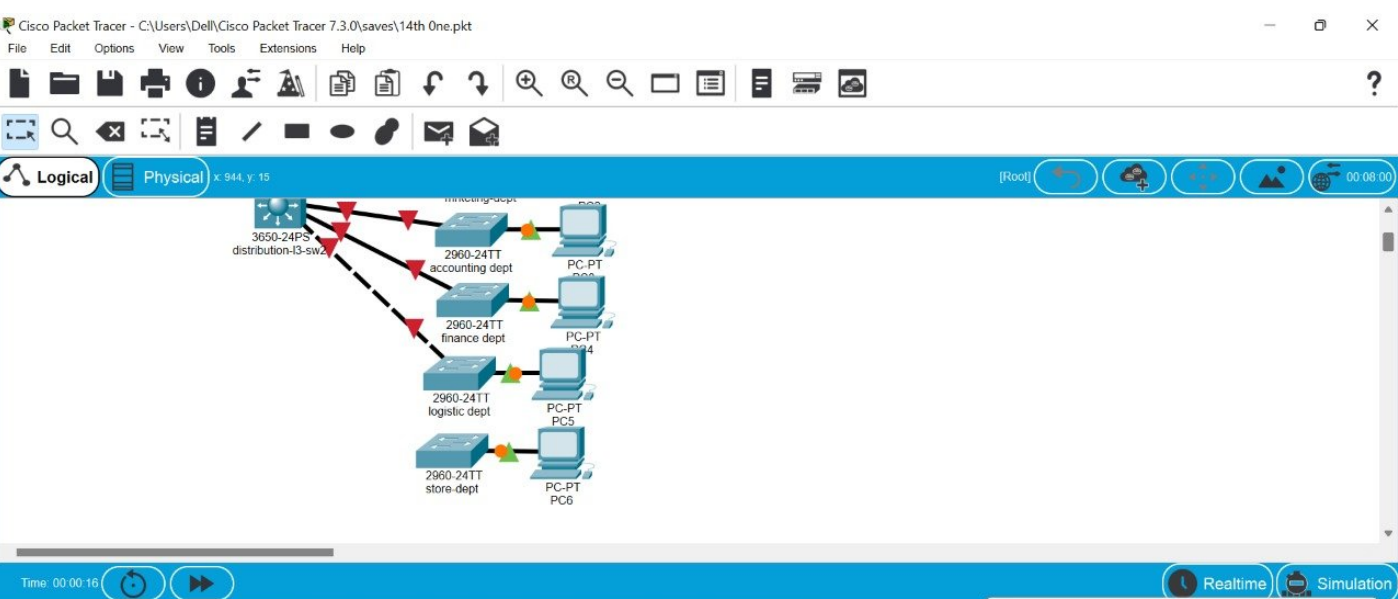 Cisco Packet Tracer - C:\Users\Dell\Cisco Packet Tracer 7.3.0\saves\14th 0ne.pkt
File Edit Options View Tools Extensions Help
Logical Physical x: 944, y: 15 [Root] 00:08:00
3650-24PS
distribution-l3-sw2
2960-24TT
accounting dept
PC-PT
2960-24TT
finance dept
PC-PT
2960-24TT
logistic dept
PC-PT
PC5
2960-24TT
store-dept
PC-PT
PC6
Time: 00:00:16 Realtime Simulation